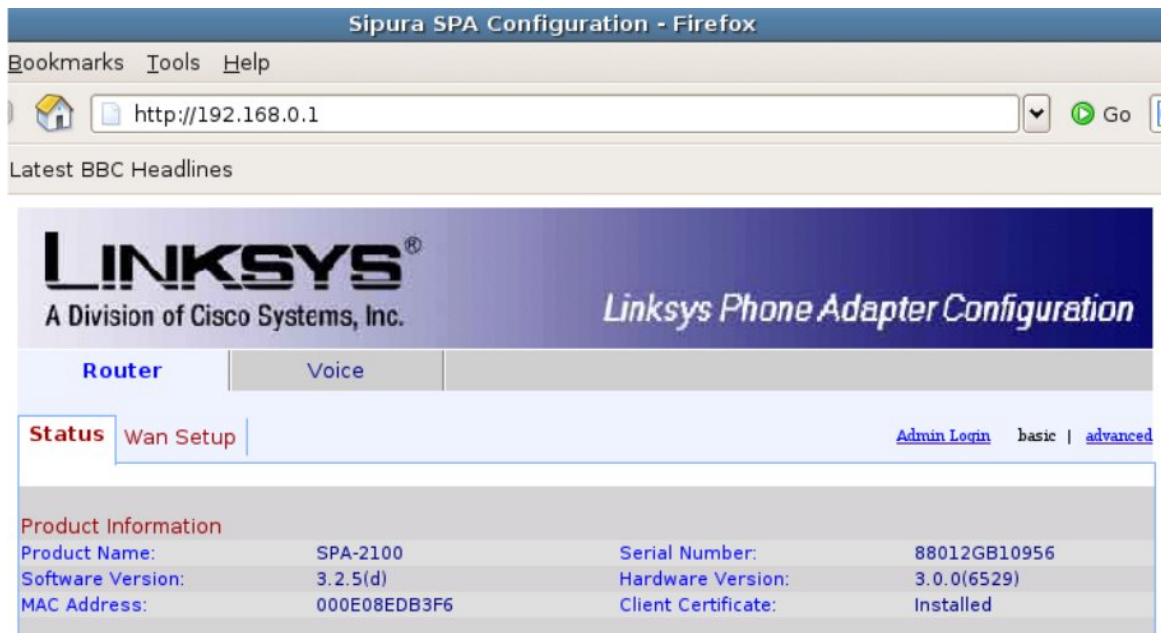 Sipura SPA Configuration - Firefox
Bookmarks Tools Help
http://192.168.0.1 Go
Latest BBC Headlines
LINKSYS®
A Division of Cisco Systems, Inc.
Linksys Phone Adapter Configuration
Router Voice
Status Wan Setup Admin Login basic | advanced
Product Information
Product Name: SPA-2100 Serial Number: 88012GB10956
Software Version: 3.2.5(d) Hardware Version: 3.0.0(6529)
MAC Address: 000E08EDB3F6 Client Certificate: Installed